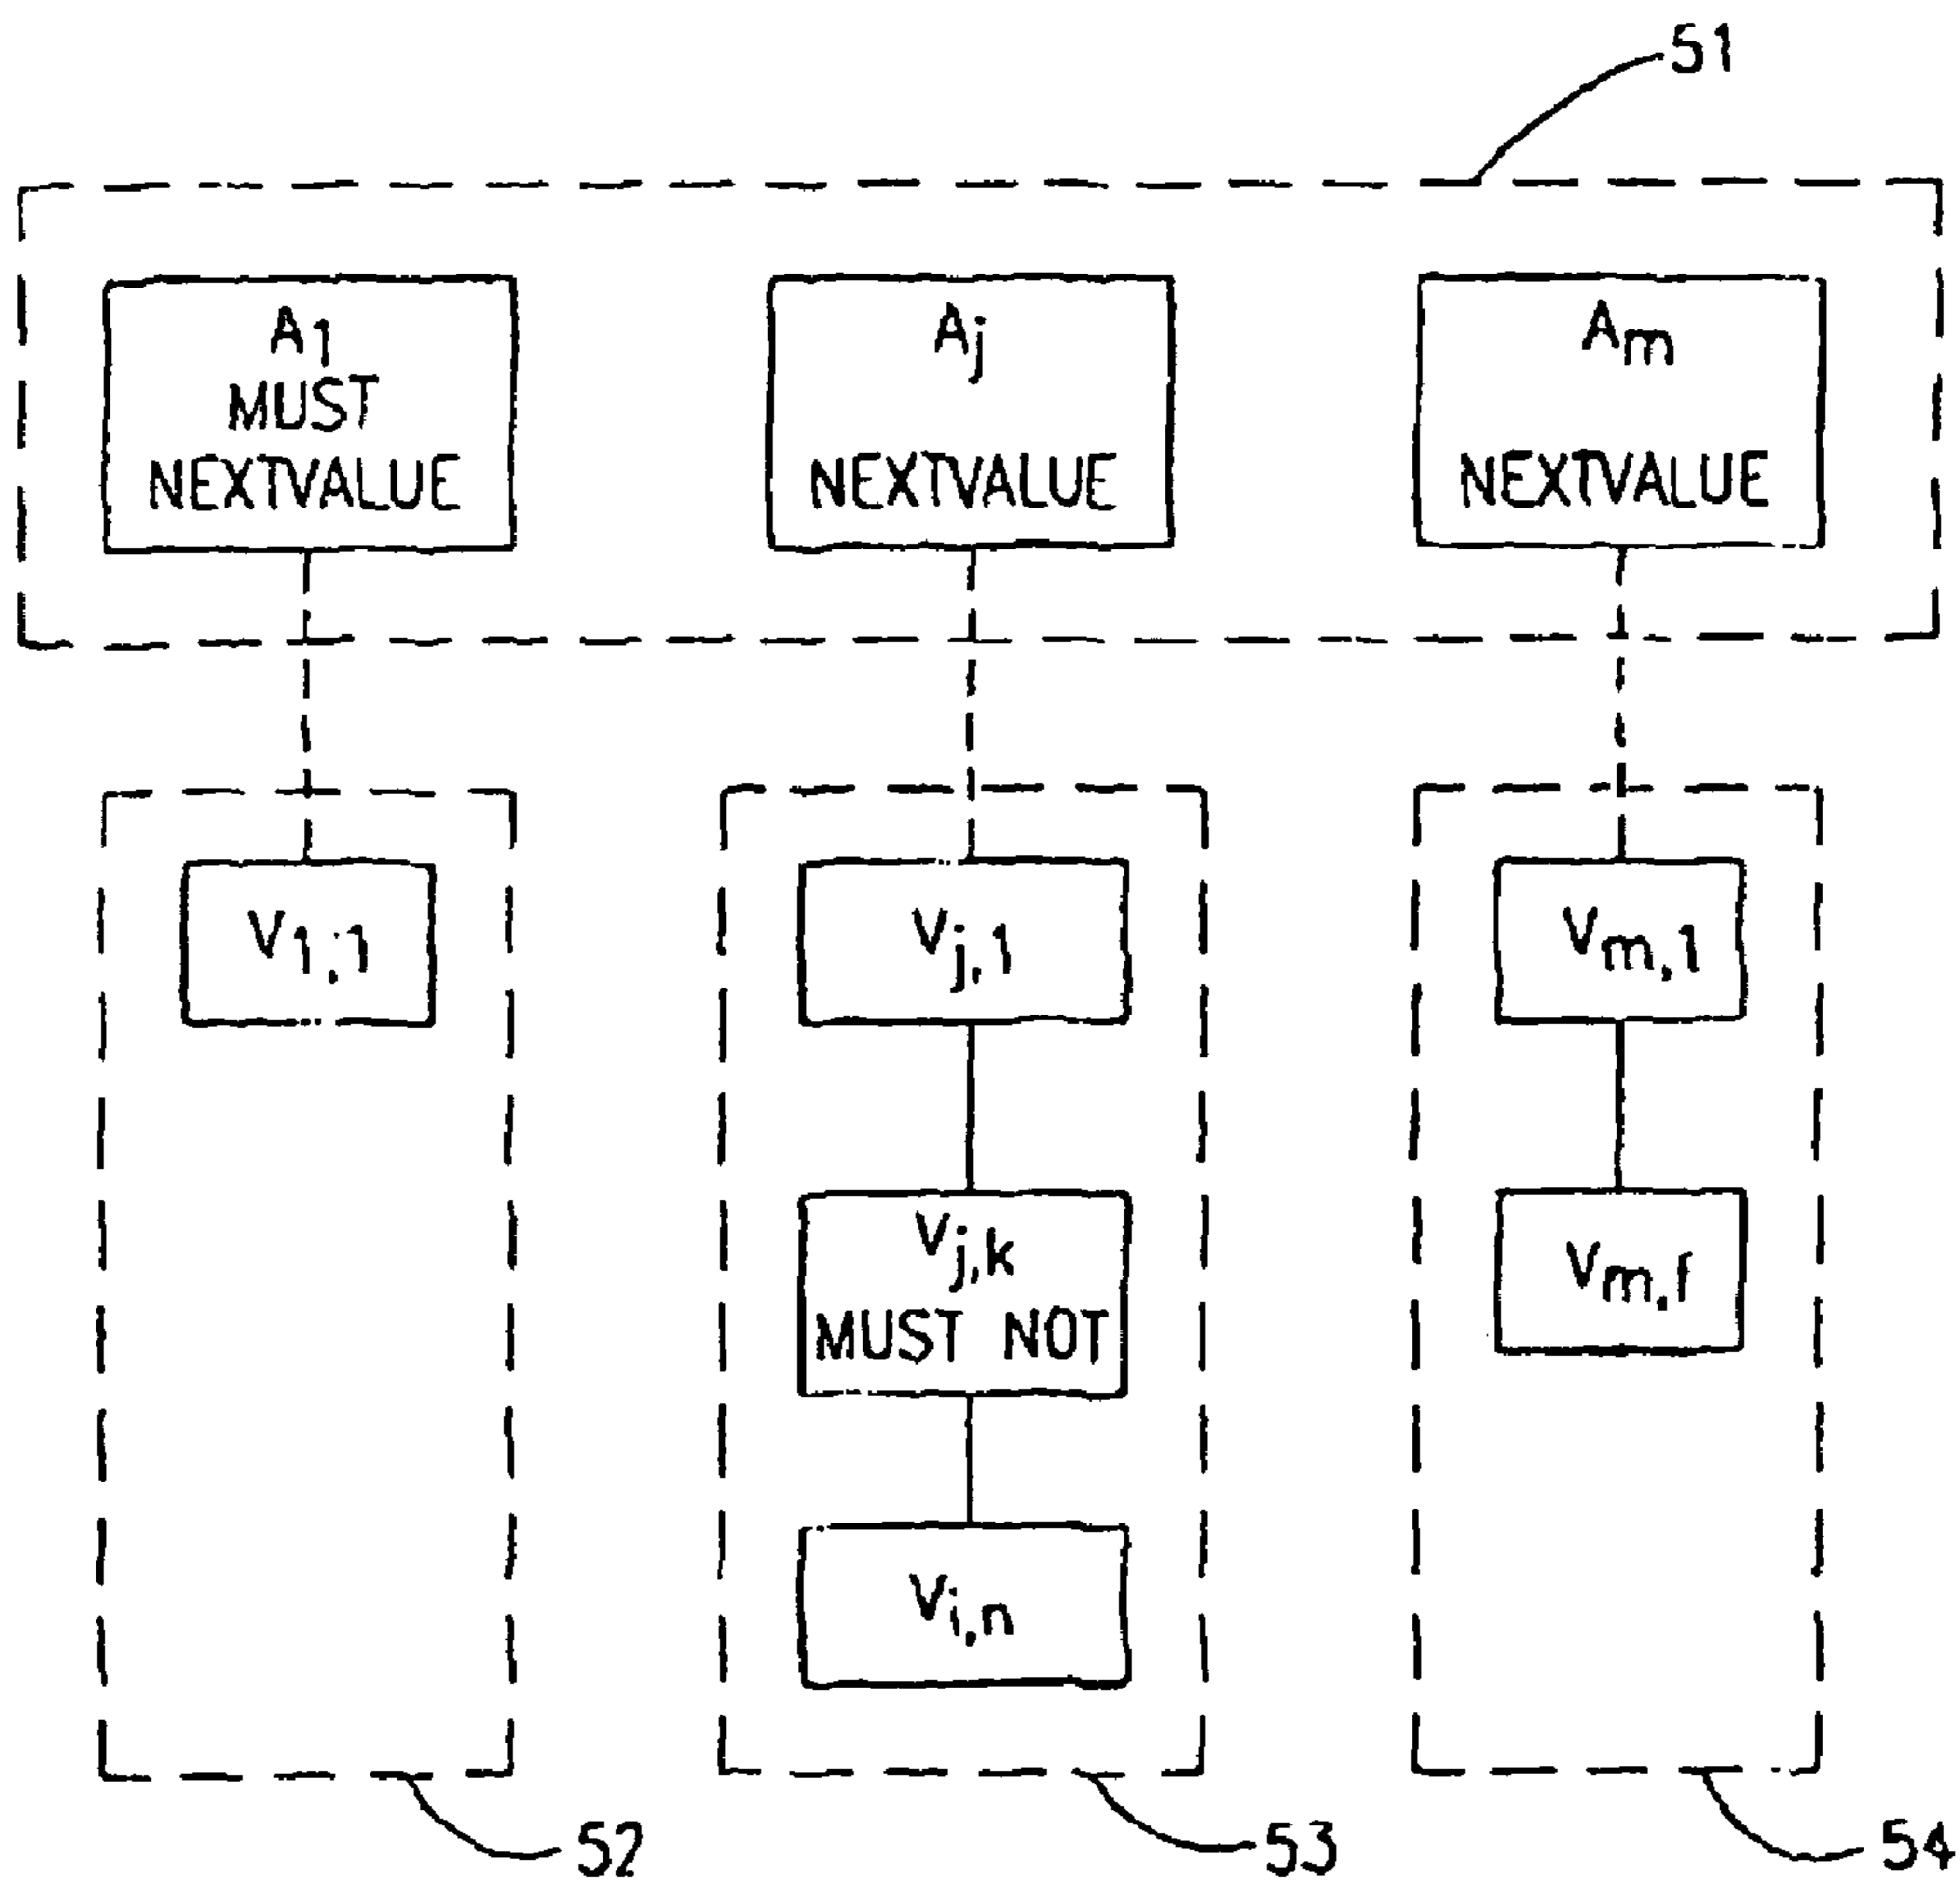 51
A1
MUST
NEXTVALUE
Aj
NEXTVALUE
Am
NEXTVALUE
V1,1
Vj,1
Vm,1
Vj,k
MUST NOT
Vm,f
Vi,n
52
53
54